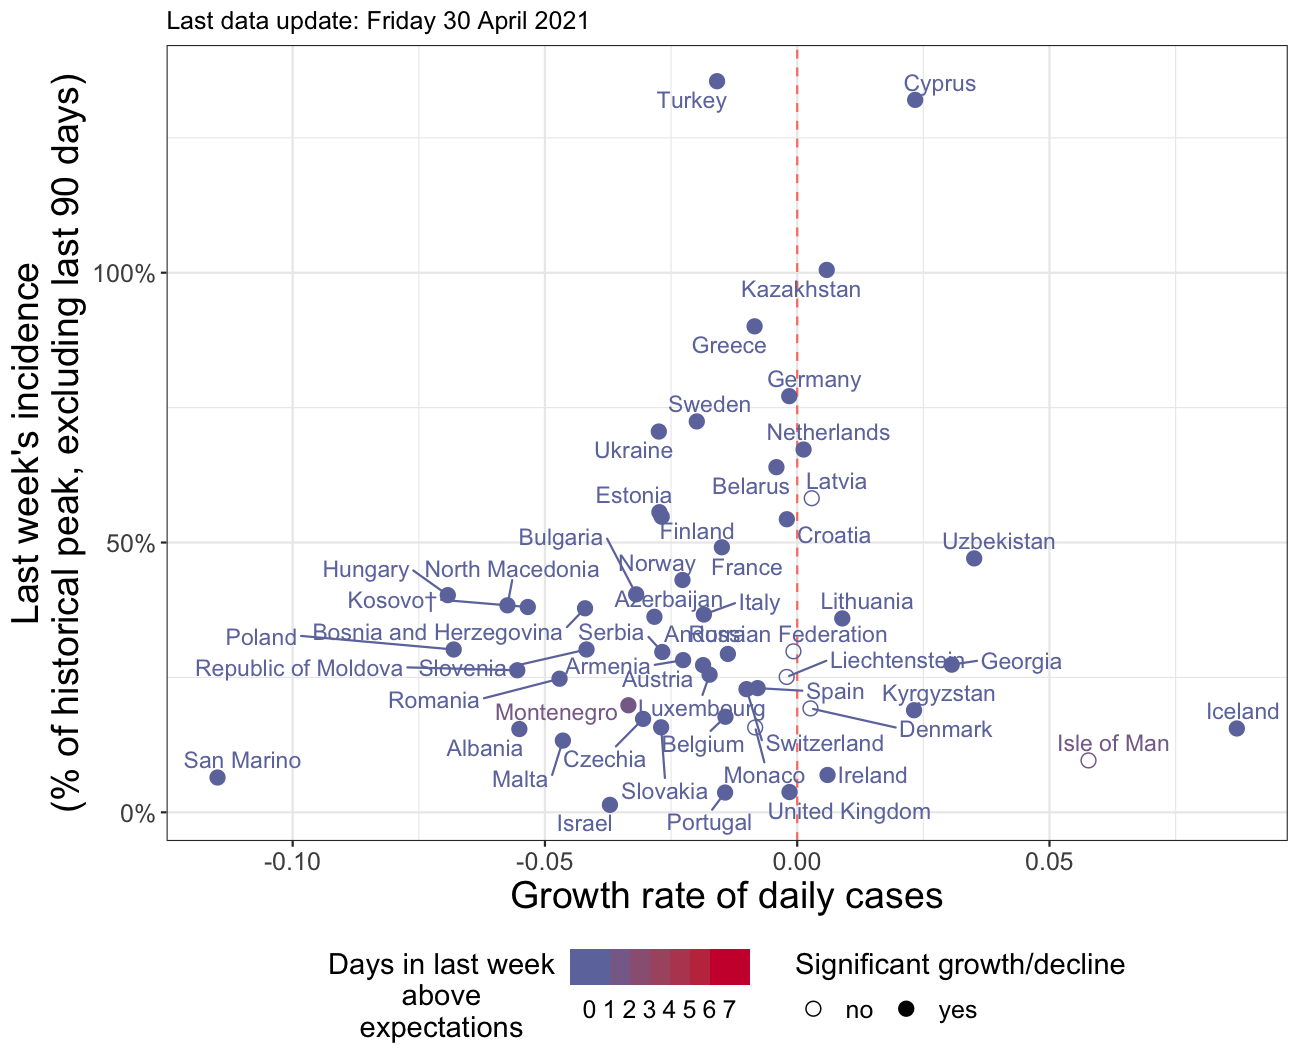 Last data update: Friday 30 April 2021
Last week's incidence
(% of historical peak, excluding last 90 days)
100%
50%
0%
Turkey
Cyprus
Kazakhstan
Greece
Germany
Sweden
Ukraine
Netherlands
Belarus
Latvia
Estonia
Finland
Croatia
Bulgaria
Uzbekistan
Norway
France
Hungary
North Macedonia
Kosovo†
Azerbaijan
Italy
Lithuania
Poland
Bosnia and Herzegovina
Serbia
Andorra
Russian Federation
Republic of Moldova
Slovenia
Armenia
Liechtenstein
Georgia
Austria
Romania
Spain
Kyrgyzstan
Montenegro
Luxembourg
Iceland
Denmark
Albania
Belgium
Switzerland
Isle of Man
San Marino
Czechia
Malta
Monaco
Ireland
Slovakia
Israel
Portugal
United Kingdom
-0.10
-0.05
0.00
0.05
Growth rate of daily cases
Days in last week
above
expectations
0 1 2 3 4 5 6 7
Significant growth/decline
no
yes